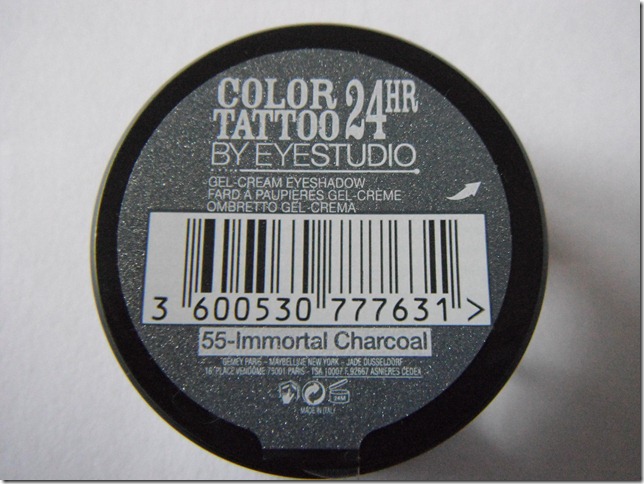 COLOR
TATTOO 24HR
BY EYESTUDIO
GEL-CREAM EYESHADOW
FARD À PAUPIÈRES GEL-CRÈME
OMBRETTO GEL-CREMA
3 600530 777631 >
55-Immortal Charcoal
GEMEY PARIS - MAYBELLINE NEW YORK - JADE DUSSELDORF
16 PLACE VENDOME 75001 PARIS - TSA 10007 F.92667 ASNIERES CEDEX
24M
MADE IN ITALY